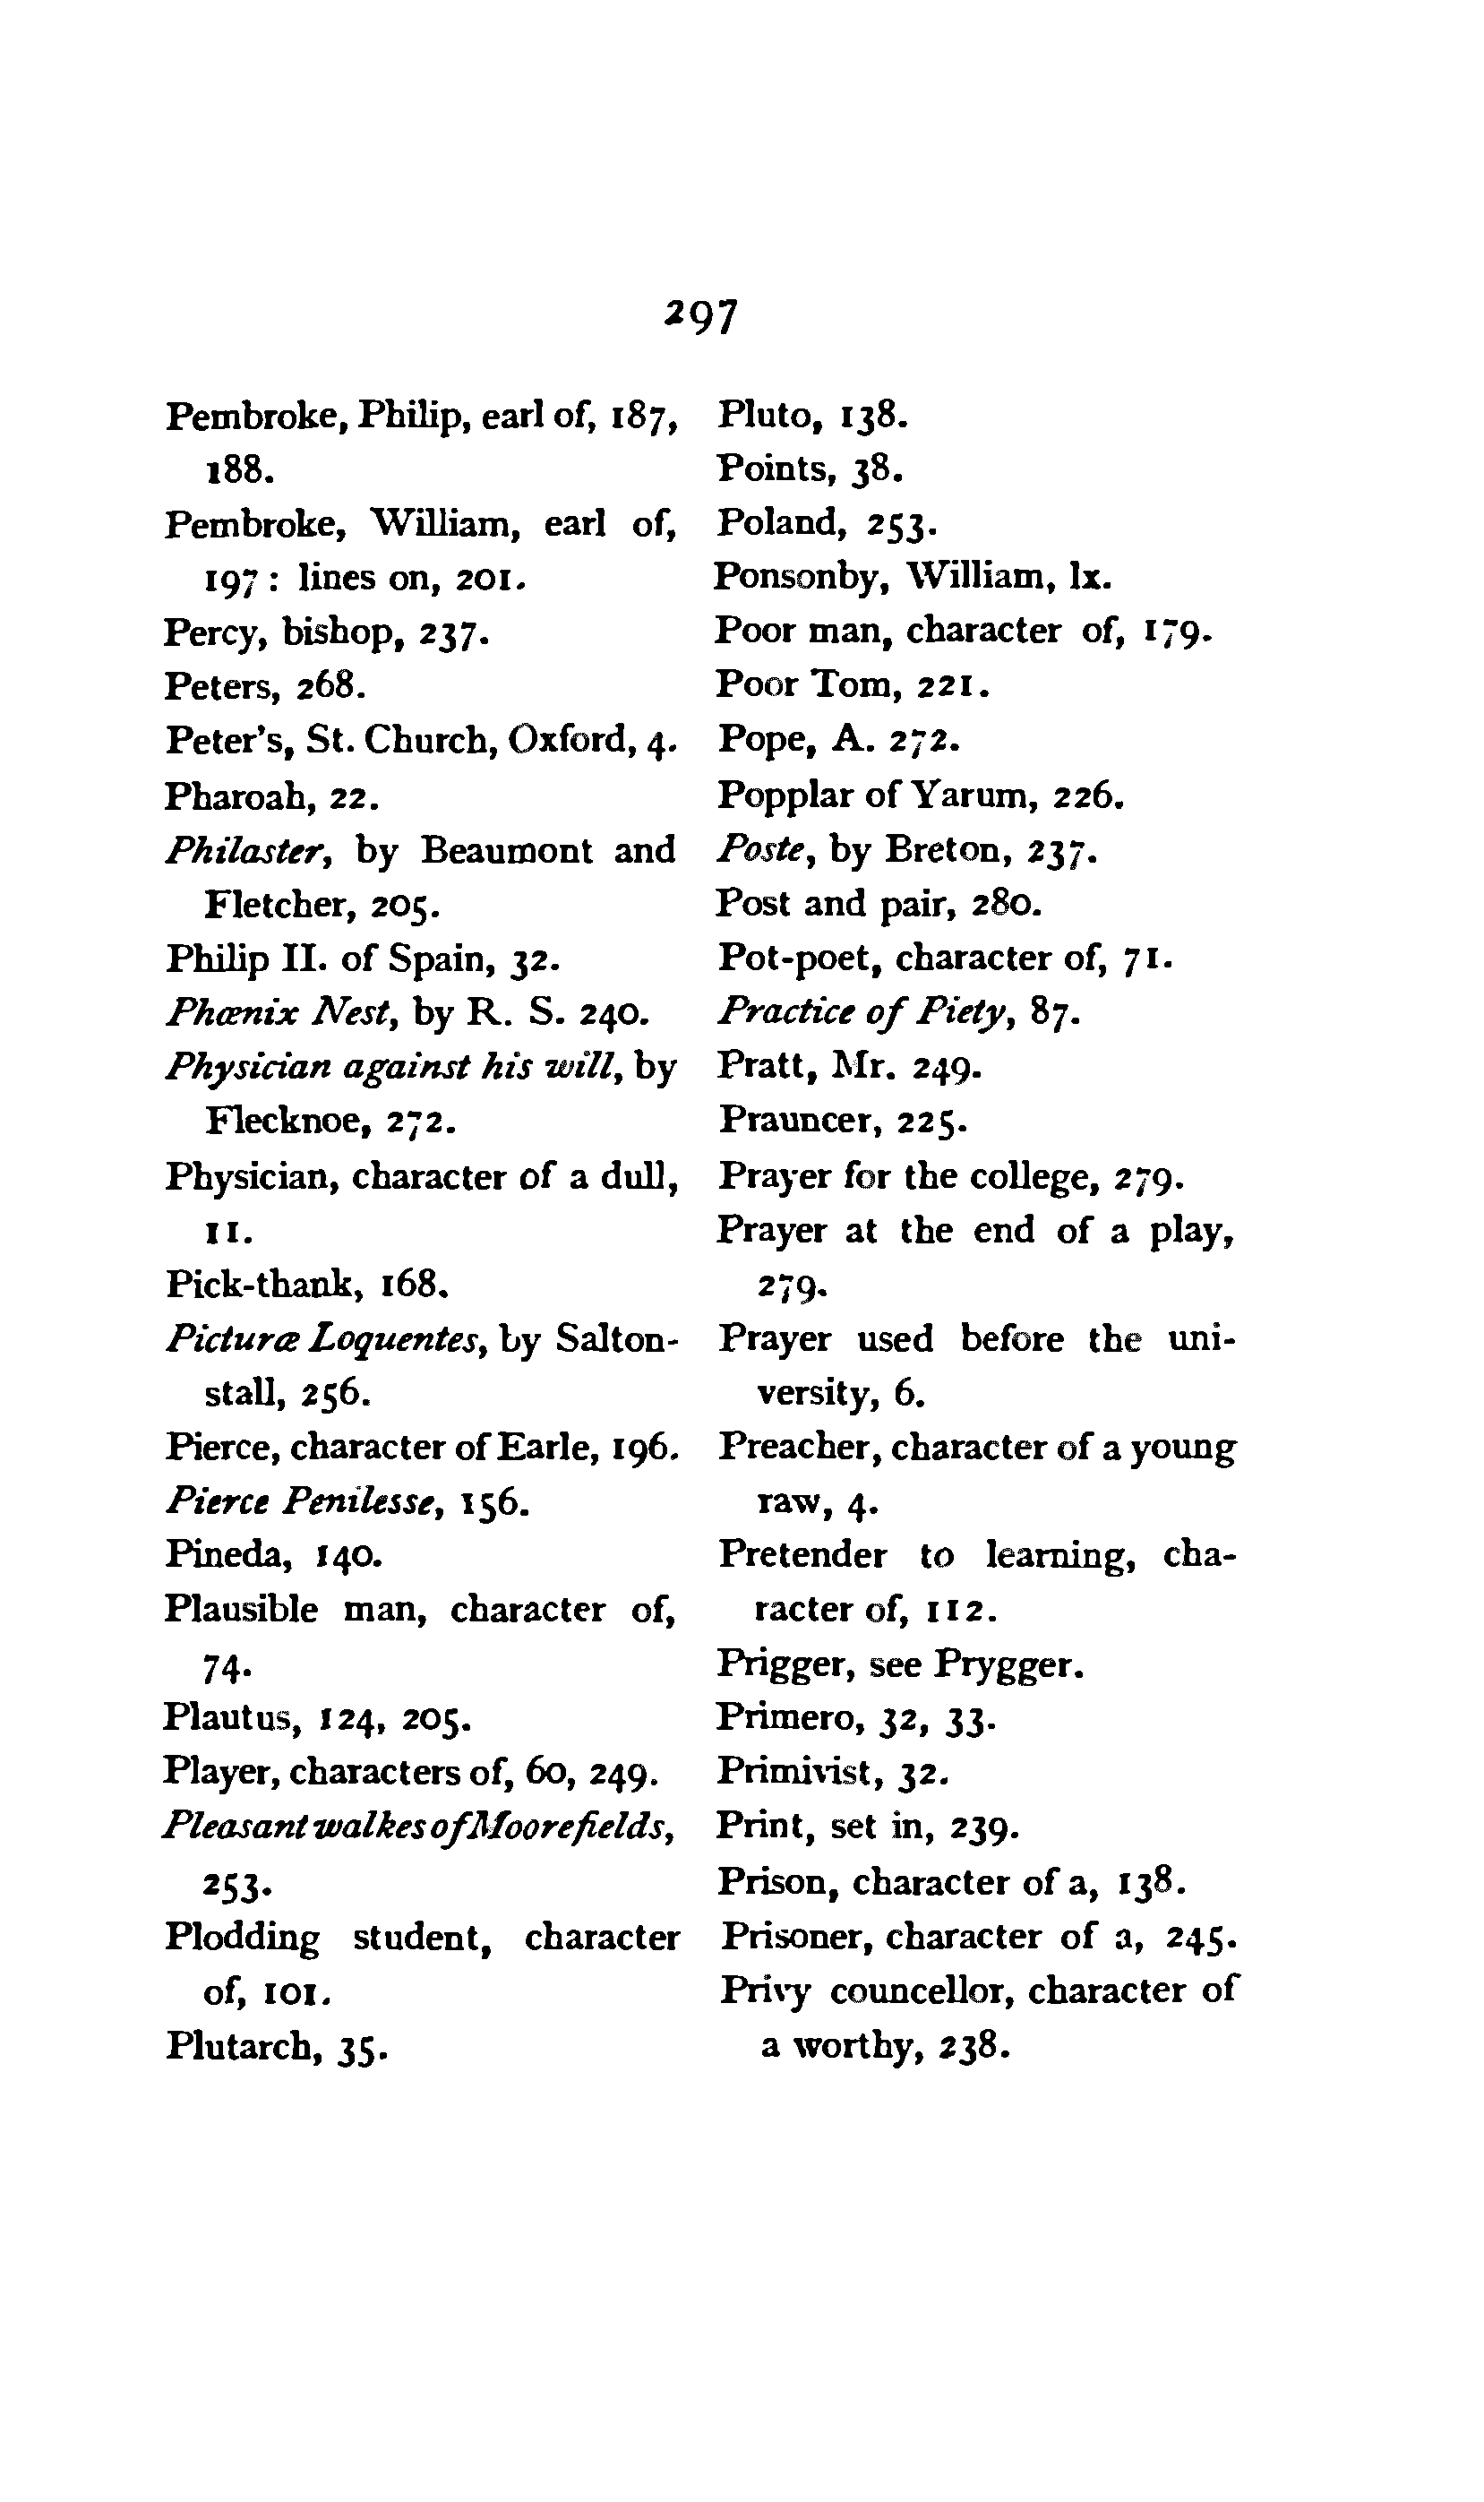 297
Pembroke, Philip, earl of, 187,
188.
Pembroke, William, earl of,
197 : lines on, 201.
Percy, bishop, 237.
Peters, 268.
Peter's, St. Church, Oxford, 4.
Pharoah, 22.
Philaster, by Beaumont and
Fletcher, 205.
Philip II. of Spain, 32.
Phœnix Nest, by R. S. 240.
Physician against his will, by
Flecknoe, 272.
Physician, character of a dull,
11.
Pick-thank, 168.
Picturæ Loquentes, by Salton-
stall, 256.
Pierce, character of Earle, 196.
Pierce Penilesse, 156.
Pineda, 140.
Plausible man, character of,
74.
Plautus, 124, 205.
Player, characters of, 60, 249.
Pleasant walkes of Moorefields,
253.
Plodding student, character
of, 101.
Plutarch, 35.
Pluto, 138.
Points, 38.
Poland, 253.
Ponsonby, William, lx.
Poor man, character of, 179.
Poor Tom, 221.
Pope, A. 272.
Popplar of Yarum, 226.
Poste, by Breton, 237.
Post and pair, 280.
Pot-poet, character of, 71.
Practice of Piety, 87.
Pratt, Mr. 249.
Prauncer, 225.
Prayer for the college, 279.
Prayer at the end of a play,
279.
Prayer used before the uni-
versity, 6.
Preacher, character of a young
raw, 4.
Pretender to learning, cha-
racter of, 112.
Prigger, see Prygger.
Primero, 32, 33.
Primivist, 32.
Print, set in, 239.
Prison, character of a, 138.
Prisoner, character of a, 245.
Privy councellor, character of
a worthy, 238.